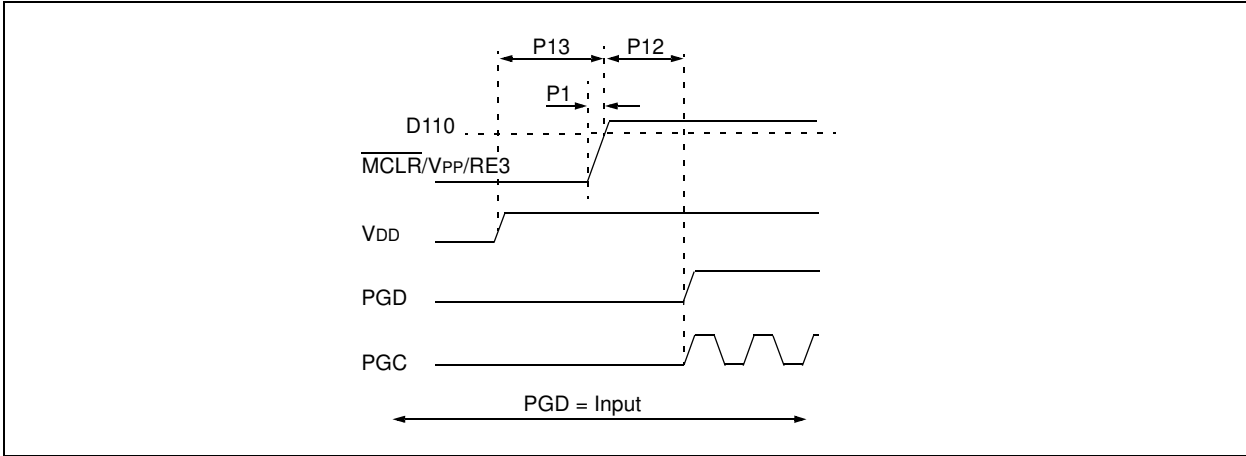 P13 P12
P1
D110
MCLR/VPP/RE3
VDD
PGD
PGC
PGD = Input